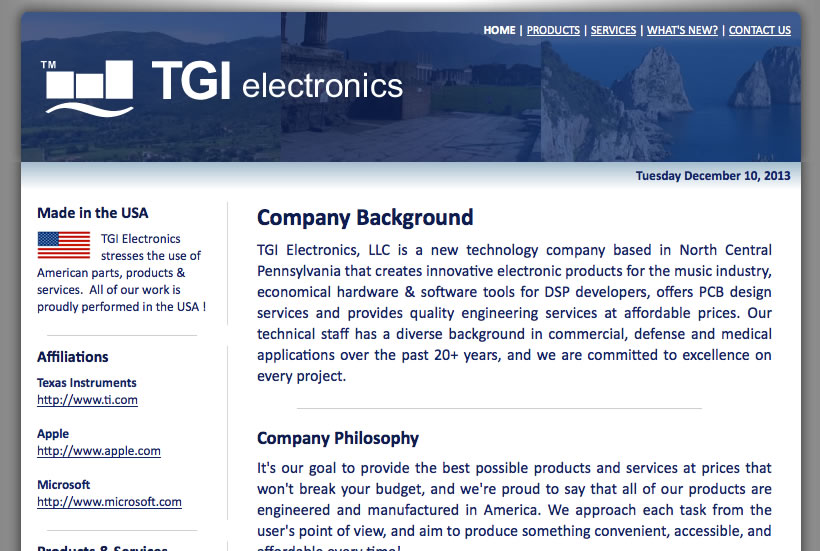 HOME | PRODUCTS | SERVICES | WHAT'S NEW? | CONTACT US
TM
TGI electronics
Tuesday December 10, 2013
Made in the USA
TGI Electronics
stresses the use of
American parts, products &
services.  All of our work is
proudly performed in the USA !
Affiliations
Texas Instruments
http://www.ti.com
Apple
http://www.apple.com
Microsoft
http://www.microsoft.com
Products & Services
Company Background
TGI Electronics, LLC is a new technology company based in North Central
Pennsylvania that creates innovative electronic products for the music industry,
economical hardware & software tools for DSP developers, offers PCB design
services and provides quality engineering services at affordable prices. Our
technical staff has a diverse background in commercial, defense and medical
applications over the past 20+ years, and we are committed to excellence on
every project.
Company Philosophy
It's our goal to provide the best possible products and services at prices that
won't break your budget, and we're proud to say that all of our products are
engineered and manufactured in America. We approach each task from the
user's point of view, and aim to produce something convenient, accessible, and
affordable every time!